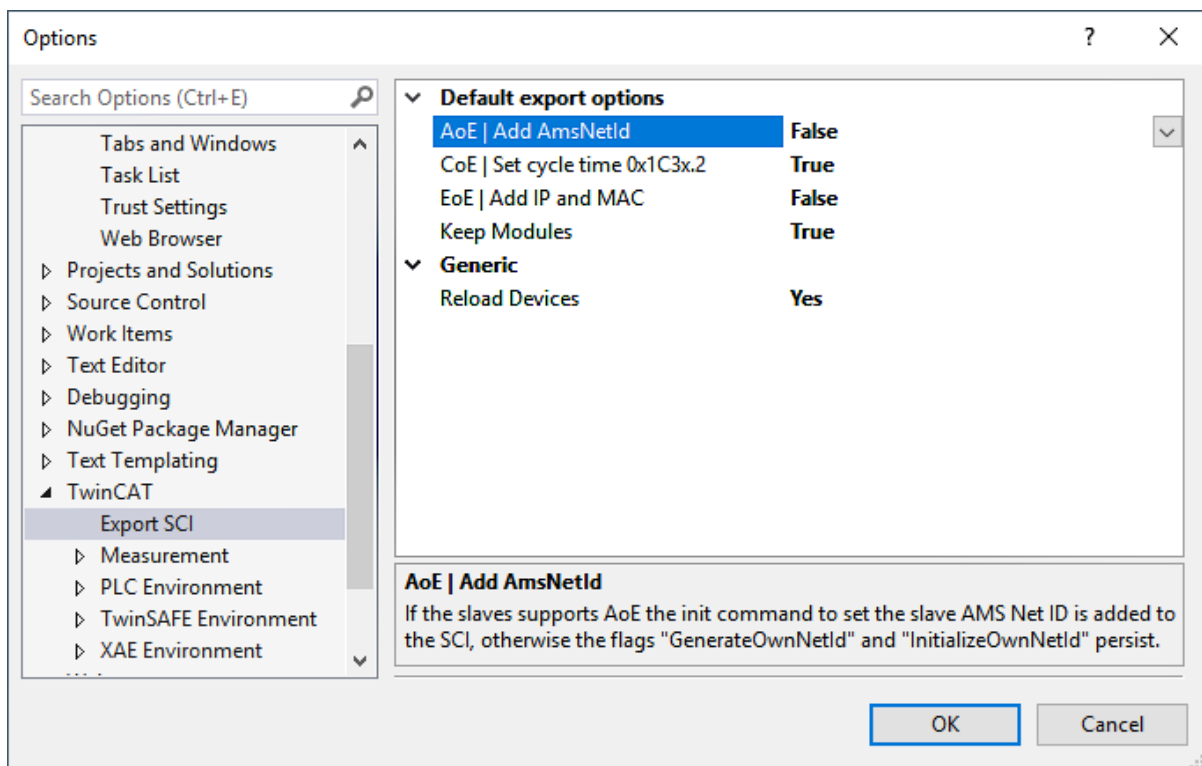 Options
?
Search Options (Ctrl+E)
Tabs and Windows
Task List
Trust Settings
Web Browser
Projects and Solutions
Source Control
Work Items
Text Editor
Debugging
NuGet Package Manager
Text Templating
TwinCAT
Export SCI
Measurement
PLC Environment
TwinSAFE Environment
XAE Environment
Default export options
AoE | Add AmsNetId False
CoE | Set cycle time 0x1C3x.2 True
EoE | Add IP and MAC False
Keep Modules True
Generic
Reload Devices Yes
AoE | Add AmsNetId
If the slaves supports AoE the init command to set the slave AMS Net ID is added to
the SCI, otherwise the flags "GenerateOwnNetId" and "InitializeOwnNetId" persist.
OK
Cancel